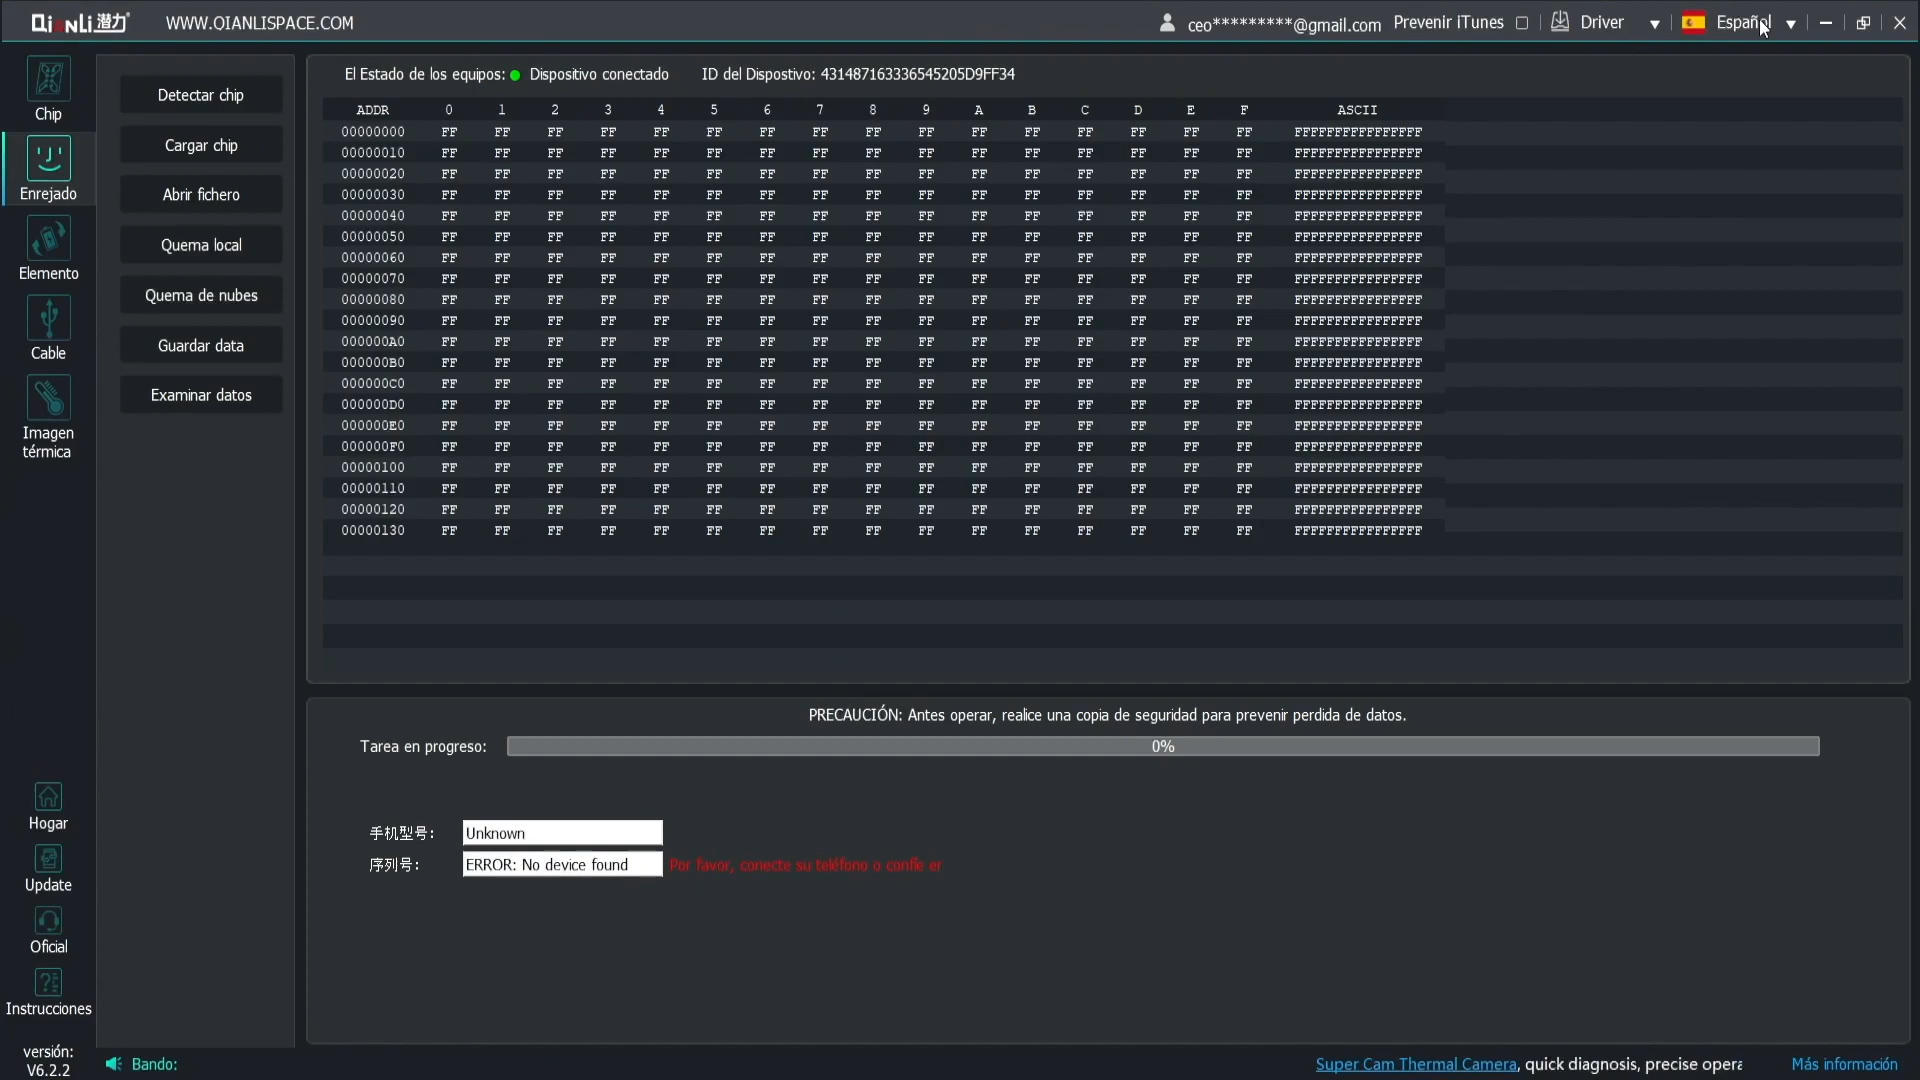 QianLi潜力 WWW.QIANLISPACE.COM ceo*********@gmail.com Prevenir iTunes Driver Español
Chip
Enrejado
Elemento
Cable
Imagen
térmica
Hogar
Update
Oficial
Instrucciones
versión:
V6.2.2
Detectar chip
Cargar chip
Abrir fichero
Quema local
Quema de nubes
Guardar data
Examinar datos
El Estado de los equipos: Dispositivo conectado ID del Dispostivo: 431487163336545205D9FF34
ADDR 0 1 2 3 4 5 6 7 8 9 A B C D E F ASCII
00000000 FF FF FF FF FF FF FF FF FF FF FF FF FF FF FF FF FFFFFFFFFFFFFFFF
00000010 FF FF FF FF FF FF FF FF FF FF FF FF FF FF FF FF FFFFFFFFFFFFFFFF
00000020 FF FF FF FF FF FF FF FF FF FF FF FF FF FF FF FF FFFFFFFFFFFFFFFF
00000030 FF FF FF FF FF FF FF FF FF FF FF FF FF FF FF FF FFFFFFFFFFFFFFFF
00000040 FF FF FF FF FF FF FF FF FF FF FF FF FF FF FF FF FFFFFFFFFFFFFFFF
00000050 FF FF FF FF FF FF FF FF FF FF FF FF FF FF FF FF FFFFFFFFFFFFFFFF
00000060 FF FF FF FF FF FF FF FF FF FF FF FF FF FF FF FF FFFFFFFFFFFFFFFF
00000070 FF FF FF FF FF FF FF FF FF FF FF FF FF FF FF FF FFFFFFFFFFFFFFFF
00000080 FF FF FF FF FF FF FF FF FF FF FF FF FF FF FF FF FFFFFFFFFFFFFFFF
00000090 FF FF FF FF FF FF FF FF FF FF FF FF FF FF FF FF FFFFFFFFFFFFFFFF
000000A0 FF FF FF FF FF FF FF FF FF FF FF FF FF FF FF FF FFFFFFFFFFFFFFFF
000000B0 FF FF FF FF FF FF FF FF FF FF FF FF FF FF FF FF FFFFFFFFFFFFFFFF
000000C0 FF FF FF FF FF FF FF FF FF FF FF FF FF FF FF FF FFFFFFFFFFFFFFFF
000000D0 FF FF FF FF FF FF FF FF FF FF FF FF FF FF FF FF FFFFFFFFFFFFFFFF
000000E0 FF FF FF FF FF FF FF FF FF FF FF FF FF FF FF FF FFFFFFFFFFFFFFFF
000000F0 FF FF FF FF FF FF FF FF FF FF FF FF FF FF FF FF FFFFFFFFFFFFFFFF
00000100 FF FF FF FF FF FF FF FF FF FF FF FF FF FF FF FF FFFFFFFFFFFFFFFF
00000110 FF FF FF FF FF FF FF FF FF FF FF FF FF FF FF FF FFFFFFFFFFFFFFFF
00000120 FF FF FF FF FF FF FF FF FF FF FF FF FF FF FF FF FFFFFFFFFFFFFFFF
00000130 FF FF FF FF FF FF FF FF FF FF FF FF FF FF FF FF FFFFFFFFFFFFFFFF
PRECAUCIÓN: Antes operar, realice una copia de seguridad para prevenir perdida de datos.
Tarea en progreso: 0%
手机型号: Unknown
序列号: ERROR: No device found Por favor, conecte su teléfono o confíe er
Bando: Super Cam Thermal Camera, quick diagnosis, precise opera Más información